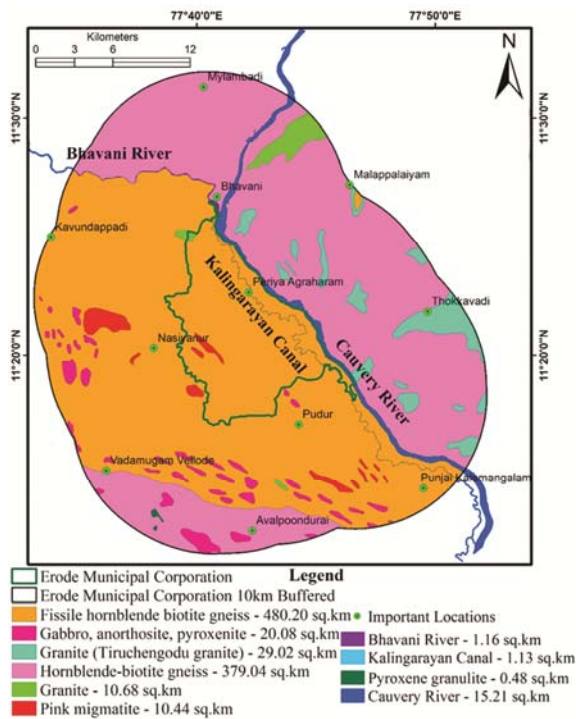 77°40'0"E
77°50'0"E
Kilometers
0 3 6 12
N
11°30'0"N
11°30'0"N
11°20'0"N
11°20'0"N
Mylambadi
Bhavani River
Malappalaiyam
Bhavani
Kavundappadi
Periya Agraharam
Kalingarayan Canal
Thokkavadi
Nasiyanur
Cauvery River
Pudur
Vadamugam Vellode
Punjai Kalamangalam
Avalpoondurai
Legend
Erode Municipal Corporation
Erode Municipal Corporation 10km Buffered
Fissile hornblende biotite gneiss - 480.20 sq.km
Gabbro, anorthosite, pyroxenite - 20.08 sq.km
Granite (Tiruchengodu granite) - 29.02 sq.km
Hornblende-biotite gneiss - 379.04 sq.km
Granite - 10.68 sq.km
Pink migmatite - 10.44 sq.km
Important Locations
Bhavani River - 1.16 sq.km
Kalingarayan Canal - 1.13 sq.km
Pyroxene granulite - 0.48 sq.km
Cauvery River - 15.21 sq.km